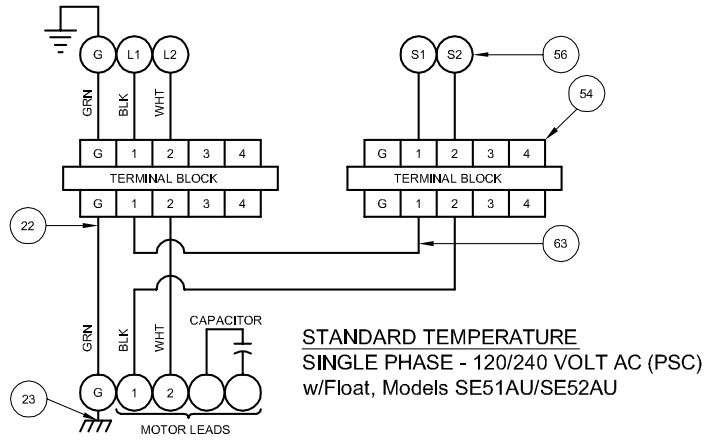 G L1 L2 S1 S2 56
54
GRN BLK WHT
G 1 2 3 4 G 1 2 3 4
TERMINAL BLOCK TERMINAL BLOCK
G 1 2 3 4 G 1 2 3 4
22 63
GRN BLK WHT CAPACITOR
STANDARD TEMPERATURE
SINGLE PHASE - 120/240 VOLT AC (PSC)
w/Float, Models SE51AU/SE52AU
G 1 2
23
MOTOR LEADS